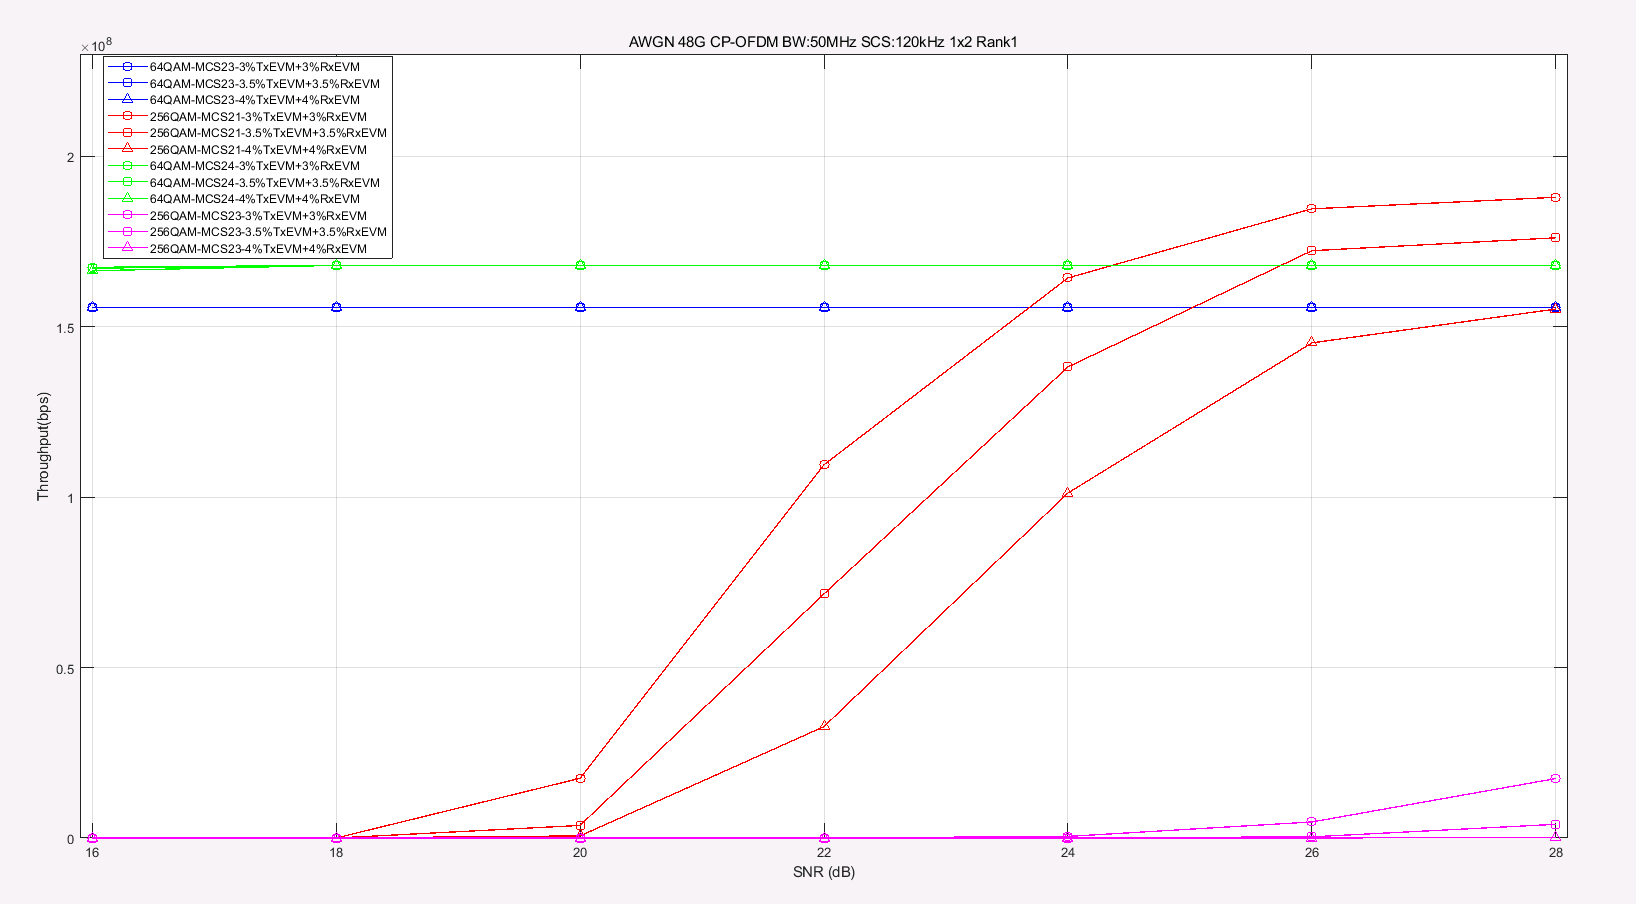 AWGN 48G CP-OFDM BW:50MHz SCS:120kHz 1x2 Rank1
×10^8
64QAM-MCS23-3%TxEVM+3%RxEVM
64QAM-MCS23-3.5%TxEVM+3.5%RxEVM
64QAM-MCS23-4%TxEVM+4%RxEVM
256QAM-MCS21-3%TxEVM+3%RxEVM
256QAM-MCS21-3.5%TxEVM+3.5%RxEVM
256QAM-MCS21-4%TxEVM+4%RxEVM
64QAM-MCS24-3%TxEVM+3%RxEVM
64QAM-MCS24-3.5%TxEVM+3.5%RxEVM
64QAM-MCS24-4%TxEVM+4%RxEVM
256QAM-MCS23-3%TxEVM+3%RxEVM
256QAM-MCS23-3.5%TxEVM+3.5%RxEVM
256QAM-MCS23-4%TxEVM+4%RxEVM
2
1.5
1
0.5
0
Throughput(bps)
16 18 20 22 24 26 28
SNR (dB)